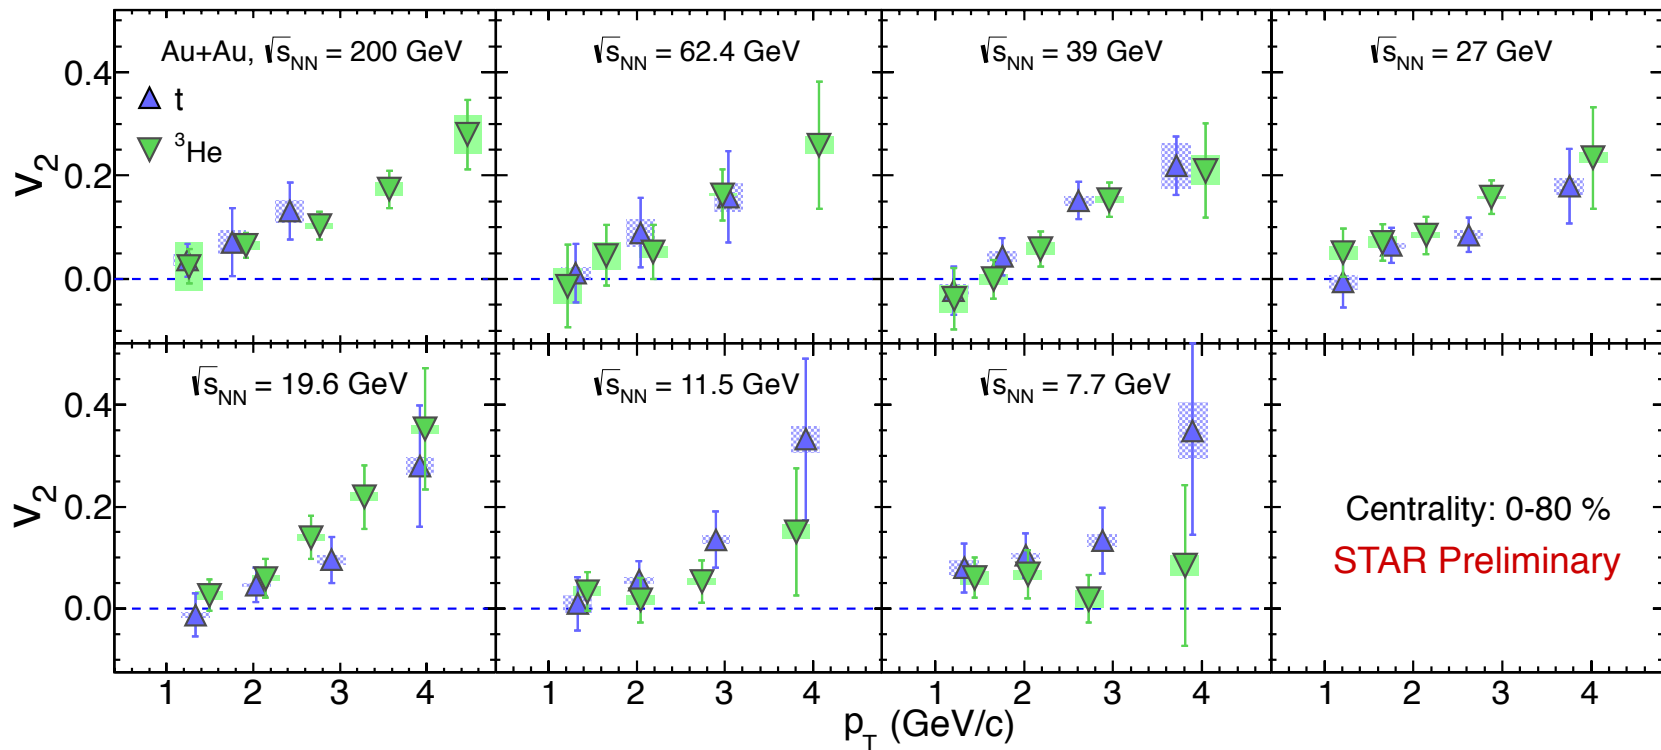 Au+Au, √sNN = 200 GeV
t
³He
√sNN = 62.4 GeV
√sNN = 39 GeV
√sNN = 27 GeV
0.4
0.2
0.0
v2
√sNN = 19.6 GeV
√sNN = 11.5 GeV
√sNN = 7.7 GeV
Centrality: 0-80 %
STAR Preliminary
0.4
0.2
0.0
v2
1 2 3 4 1 2 3 4 1 2 3 4 1 2 3 4
pT (GeV/c)